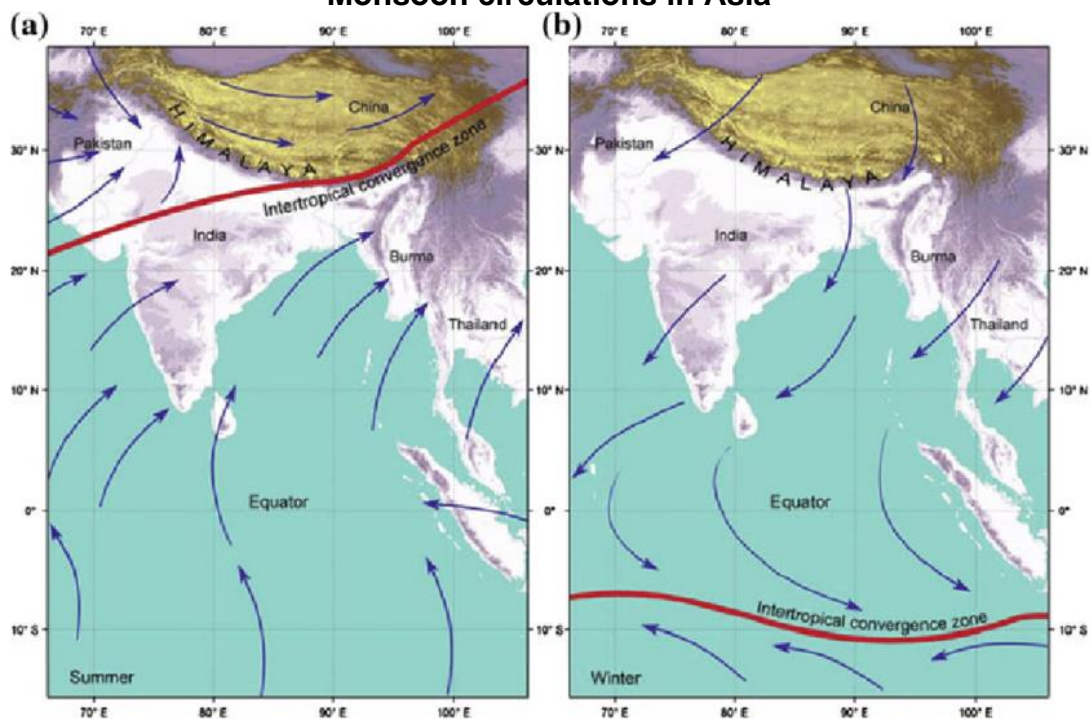 Monsoon circulations in Asia
(a)
70° E 80° E 90° E 100° E
30° N
20° N
10° N
0°
10° S
HIMALAYA
China
Pakistan
Intertropical convergence zone
India
Burma
Thailand
Equator
Summer
70° E 80° E 90° E 100° E
(b)
70° E 80° E 90° E 100° E
HIMALAYA
China
Pakistan
India
Burma
Thailand
Equator
Intertropical convergence zone
Winter
30° N
20° N
10° N
0°
10° S
70° E 80° E 90° E 100° E